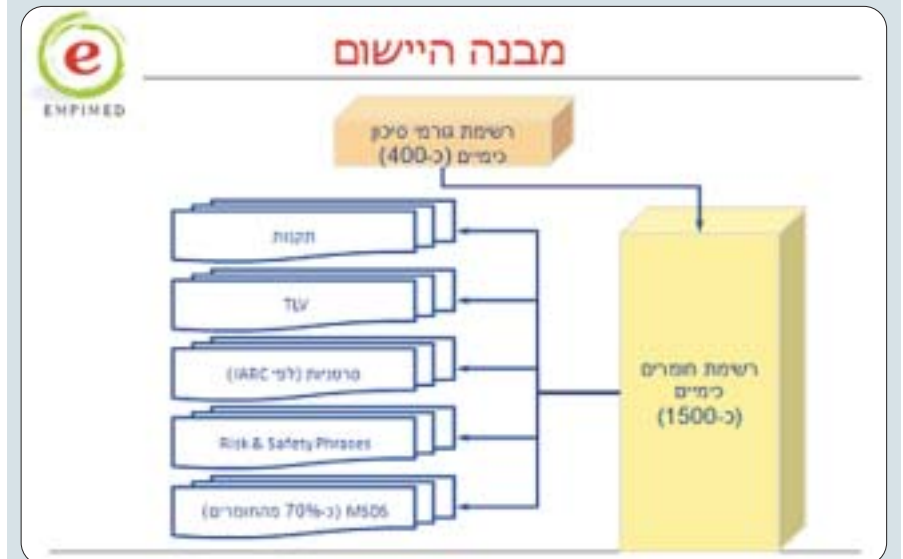 e
EMPIMED
מבנה היישום
רשימת גורמי סיכון
כימיים (כ-400)
תקנות
TLV
סרטניות (לפי IARC)
Risk & Safety Phrases
MSDS (כ-70% מהחומרים)
רשימת חומרים
כימיים
(כ-1500)